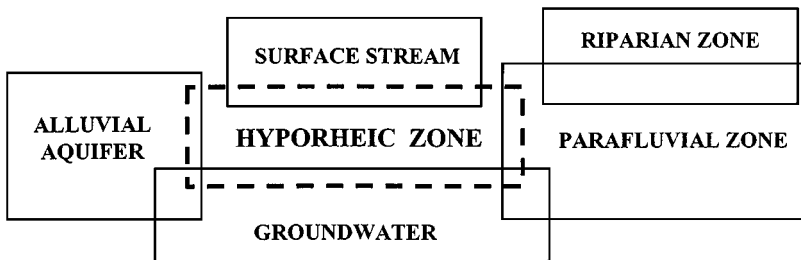 SURFACE STREAM
RIPARIAN ZONE
ALLUVIAL
AQUIFER
HYPORHEIC ZONE
PARAFLUVIAL ZONE
GROUNDWATER